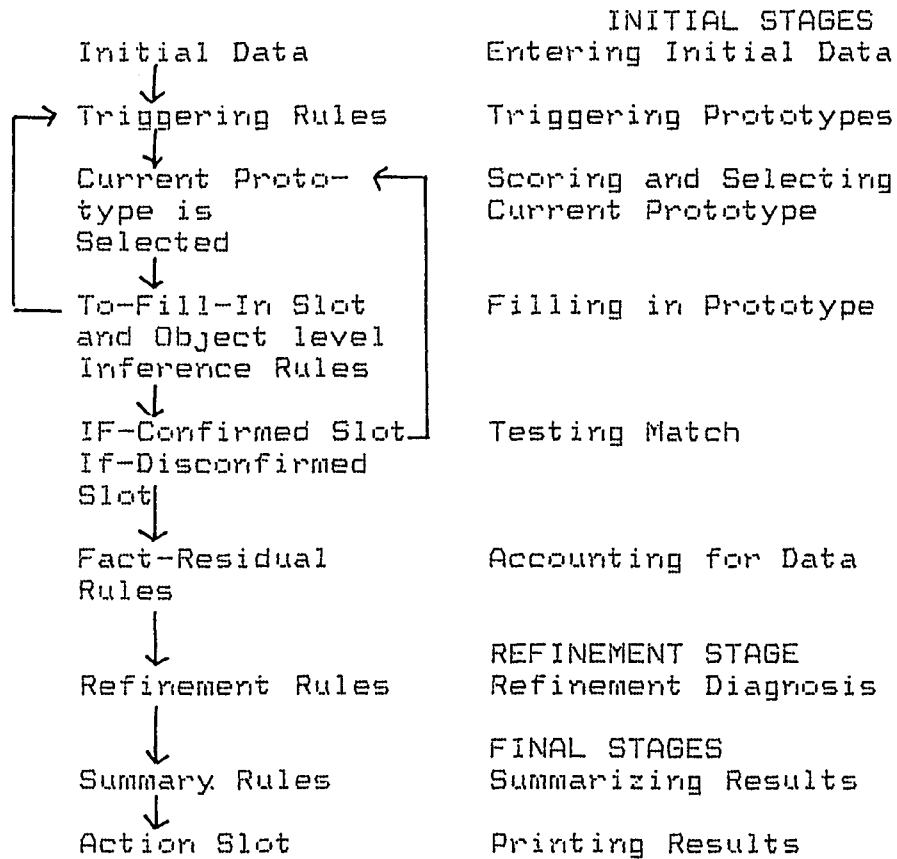 INITIAL STAGES
Initial Data Entering Initial Data
Triggering Rules Triggering Prototypes
Current Proto- Scoring and Selecting
type is Current Prototype
Selected
To-Fill-In Slot Filling in Prototype
and Object level
Inference Rules
IF-Confirmed Slot Testing Match
If-Disconfirmed
Slot
Fact-Residual Accounting for Data
Rules
REFINEMENT STAGE
Refinement Rules Refinement Diagnosis
FINAL STAGES
Summary Rules Summarizing Results
Action Slot Printing Results